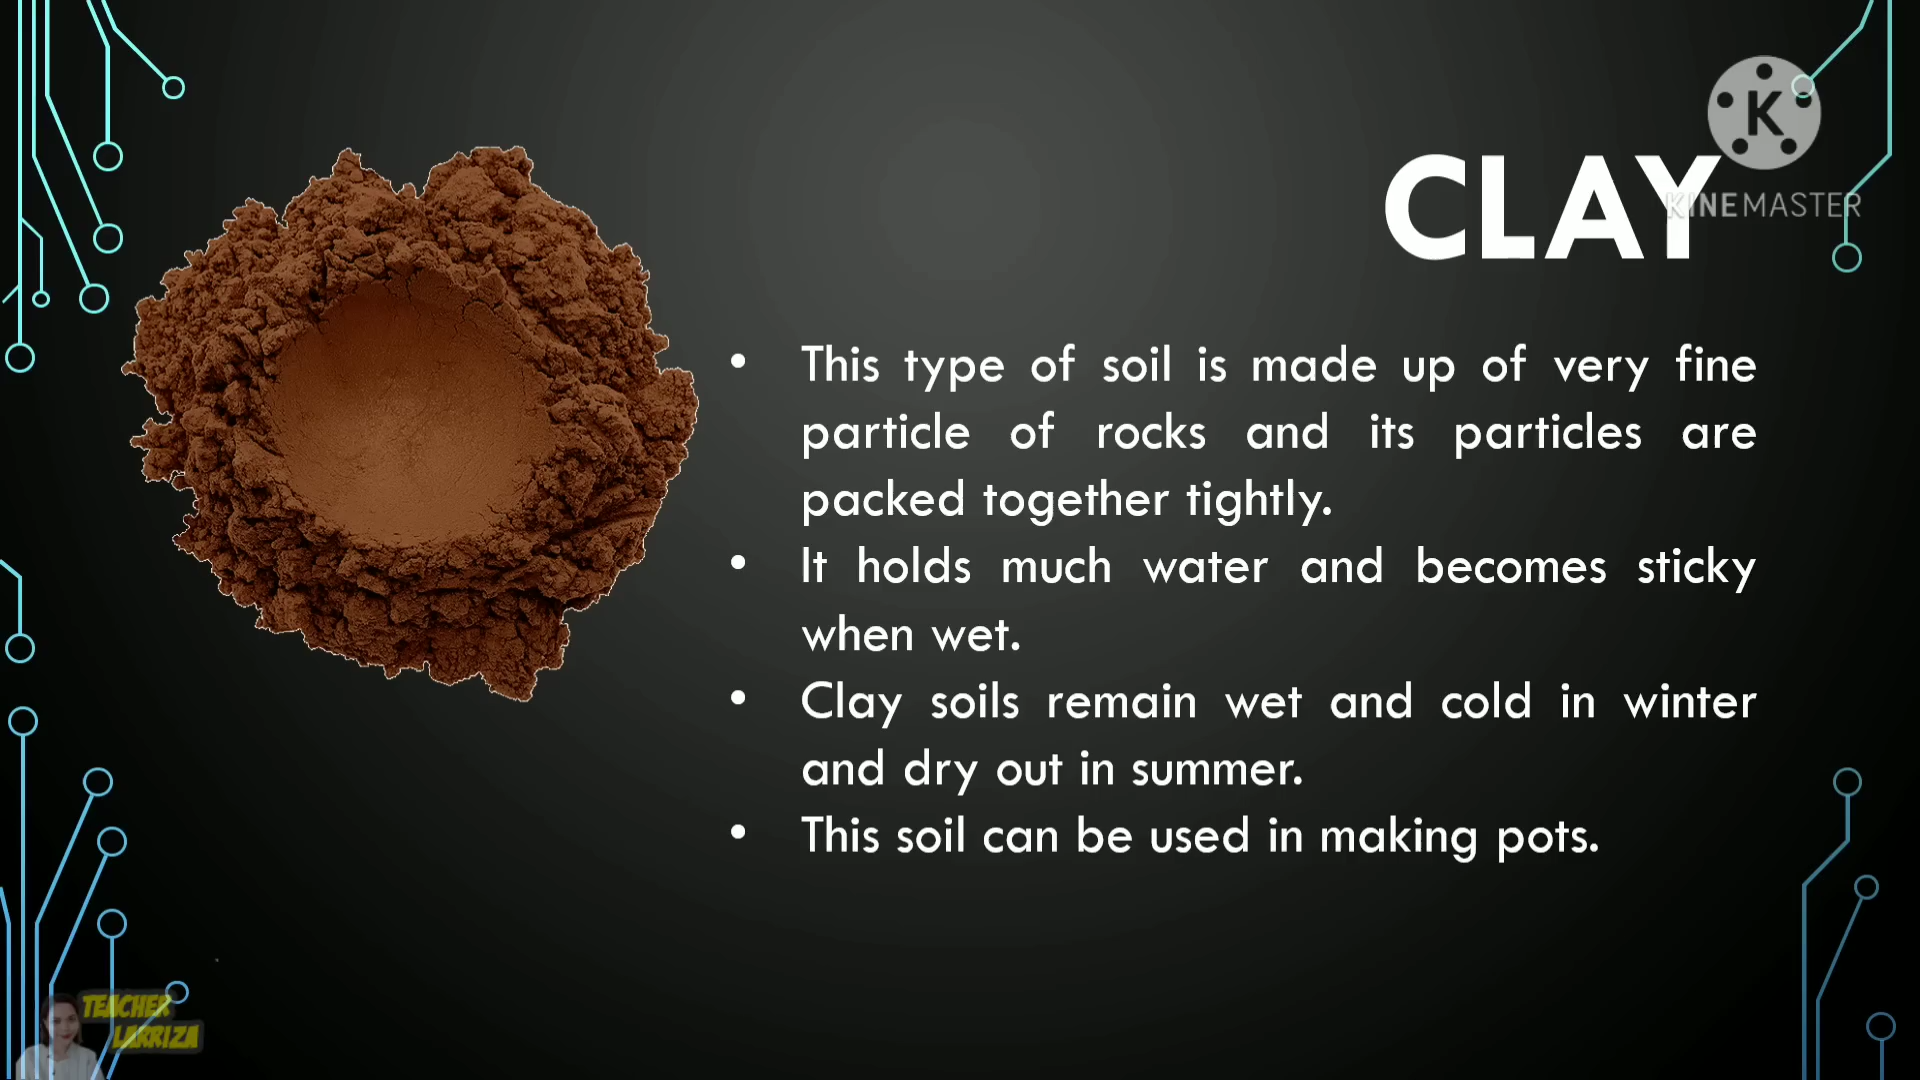 K
KINEMASTER
CLAY
• This type of soil is made up of very fine
particle of rocks and its particles are
packed together tightly.
• It holds much water and becomes sticky
when wet.
• Clay soils remain wet and cold in winter
and dry out in summer.
• This soil can be used in making pots.
TEACHER
LARRIZA